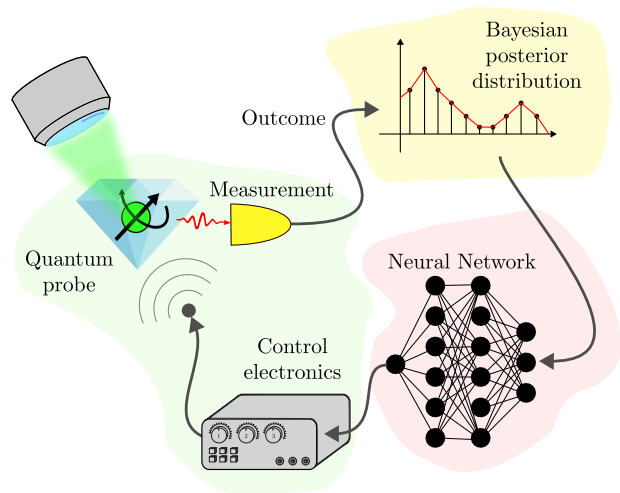 Bayesian
posterior
distribution
Outcome
Measurement
Quantum
probe
Neural Network
Control
electronics
1 2 3